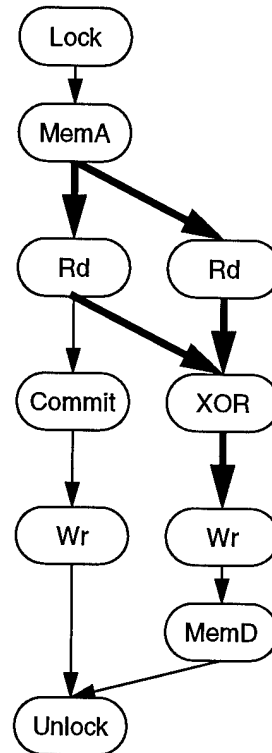 Lock
MemA
Rd Rd
Commit XOR
Wr Wr
MemD
Unlock